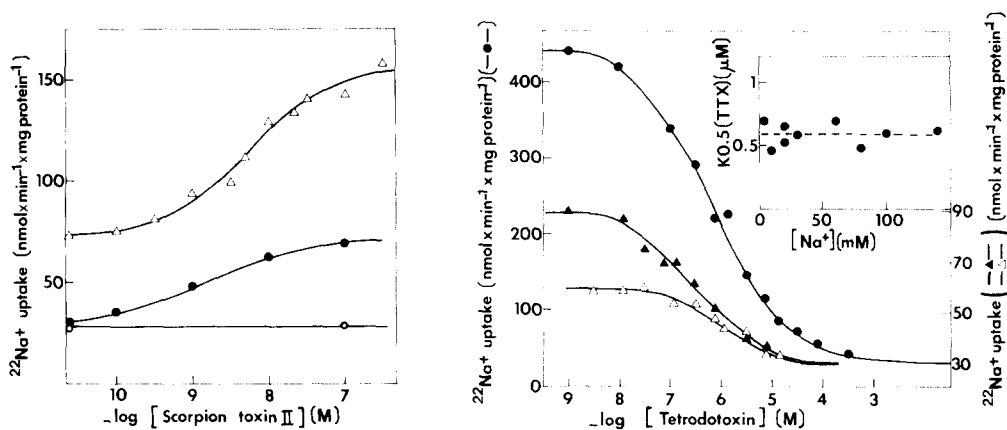 ²²Na⁺ uptake (nmol x min⁻¹ x mg protein⁻¹)
150
100
50
10 9 8 7
-log [Scorpion toxin II] (M)
²²Na⁺ uptake (nmol x min⁻¹ x mg protein⁻¹) (—●—)
400
300
200
100
0
9 8 7 6 5 4 3
-log [Tetrodotoxin] (M)
K0.5 (TTX) (μM)
1
0.5
0 50 100
[Na⁺] (mM)
90
70
50
30
²²Na⁺ uptake (—▲— —△—) (nmol x min⁻¹ x mg protein⁻¹)